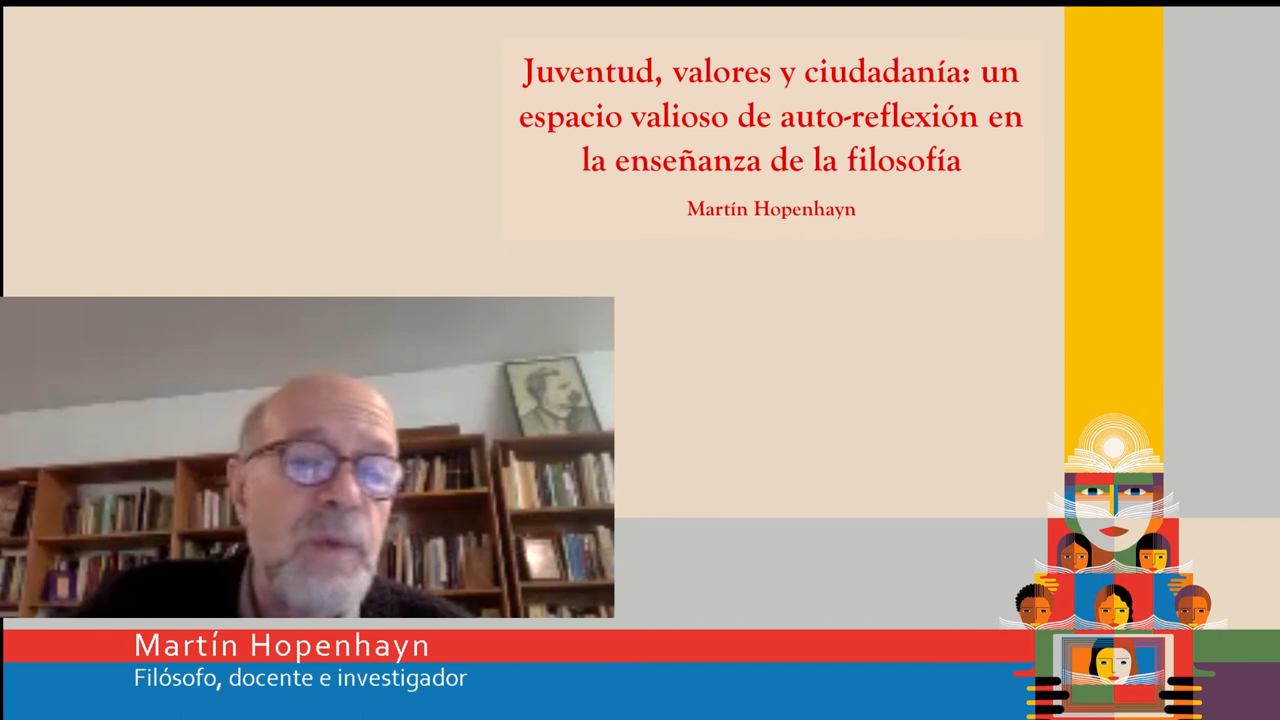 Juventud, valores y ciudadanía: un
espacio valioso de auto-reflexión en
la enseñanza de la filosofía
Martín Hopenhayn
Martín Hopenhayn
Filósofo, docente e investigador